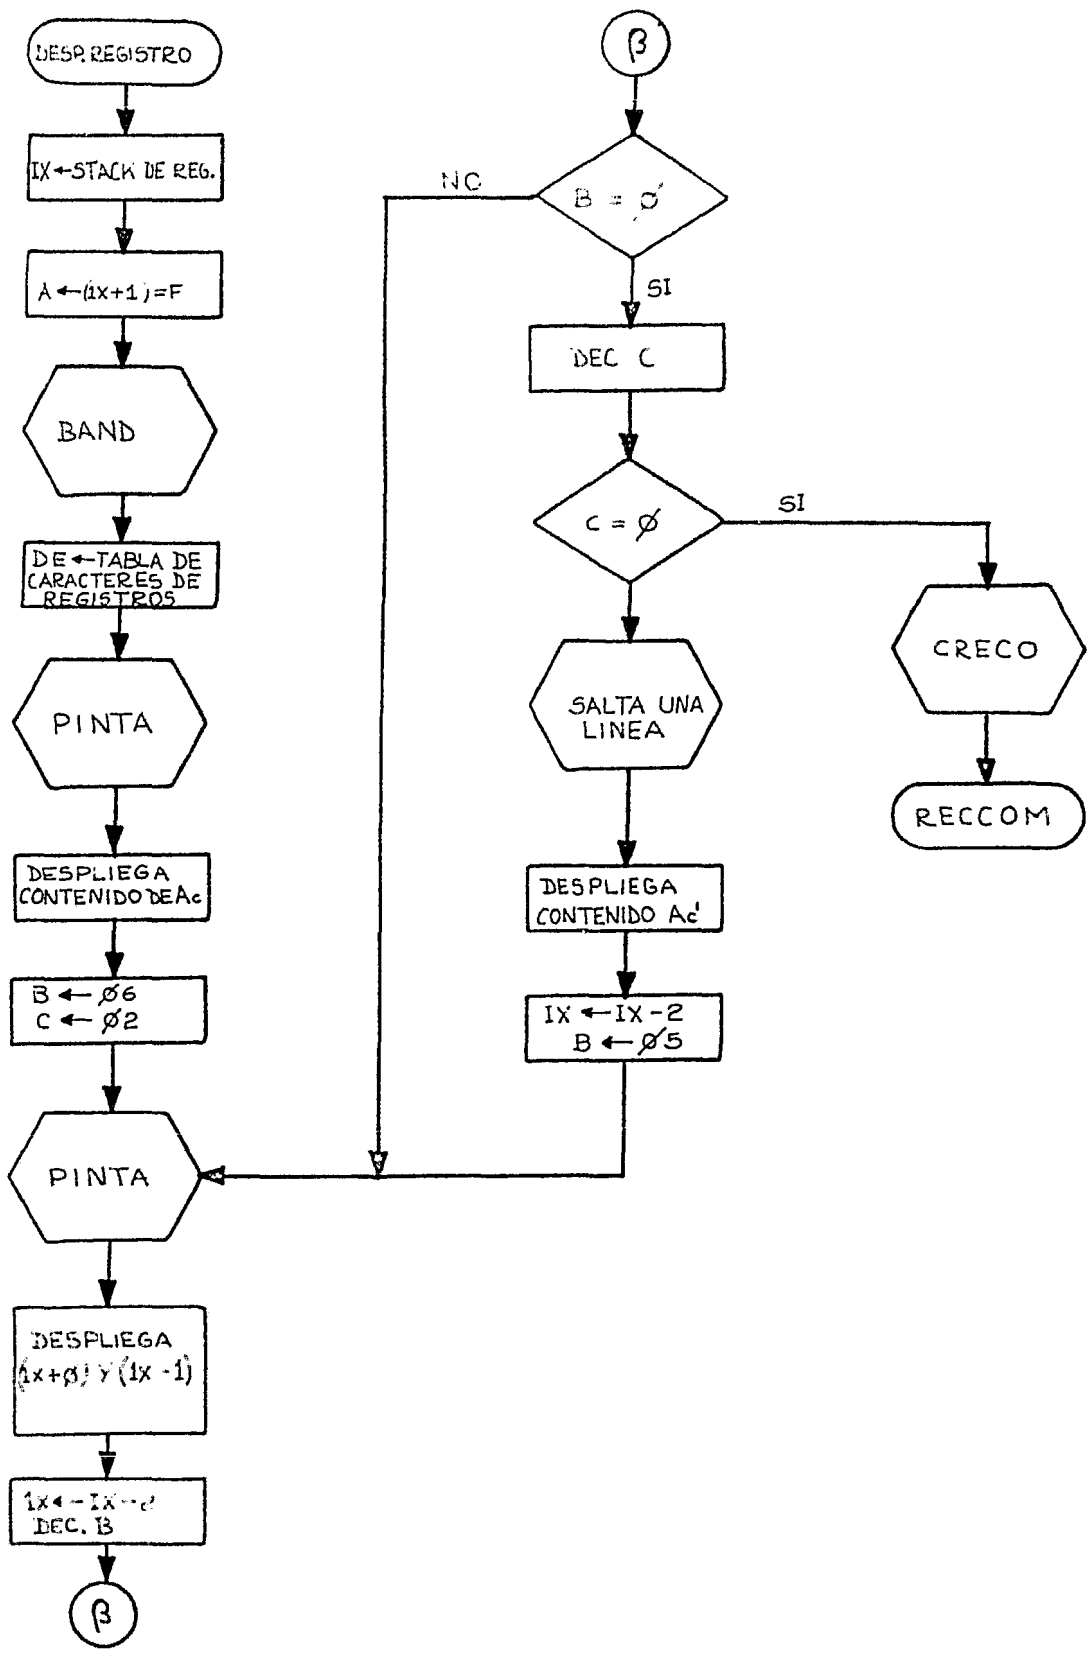 DESP. REGISTRO
IX←STACK DE REG.
A←(ix+1)=F
BAND
DE←TABLA DE
CARACTERES DE
REGISTROS
PINTA
DESPLIEGA
CONTENIDO DE Ac
B ← Ø6
C ← Ø2
PINTA
DESPLIEGA
(ix+Ø) Y (ix-1)
IX←IX-
DEC. B
β
β
B = Ø
NO
SI
DEC C
C = Ø
SI
SALTA UNA
LINEA
DESPLIEGA
CONTENIDO Ac'
IX ← IX-2
B ← Ø5
CRECO
RECCOM